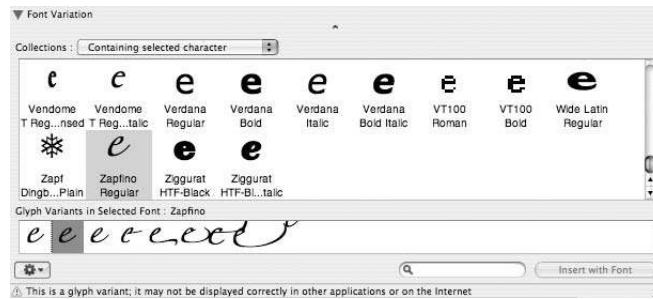 Font Variation
Collections : Containing selected character
e e e e e e e e e
Vendome Vendome Verdana Verdana Verdana Verdana VT100 VT100 Wide Latin
T Reg...nsed T Reg...talic Regular Bold Italic Bold Italic Roman Bold Regular
e e e
Zapf Zapfino Ziggurat Ziggurat
Dingb...Plain Regular HTF-Black HTF-Bl...talic
Glyph Variants in Selected Font : Zapfino
e e e e e e e e
Insert with Font
This is a glyph variant; it may not be displayed correctly in other applications or on the Internet